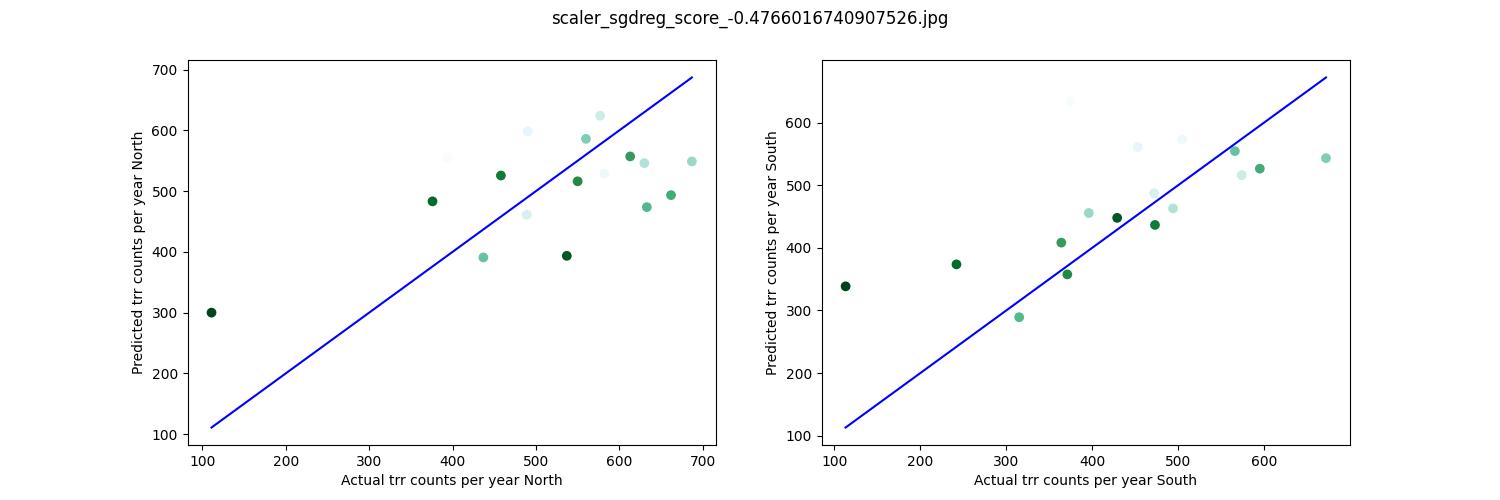 scaler_sgdreg_score_-0.4766016740907526.jpg
Predicted trr counts per year North
700
600
500
400
300
200
100
100 200 300 400 500 600 700
Actual trr counts per year North
Predicted trr counts per year South
600
500
400
300
200
100
100 200 300 400 500 600
Actual trr counts per year South